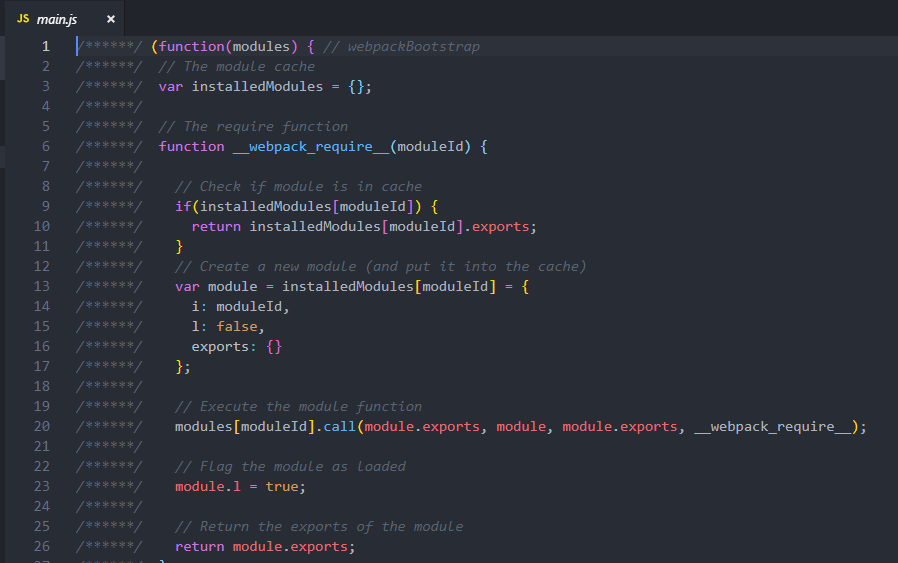 JS main.js ×
1 /******/ (function(modules) { // webpackBootstrap
2 /******/ // The module cache
3 /******/ var installedModules = {};
4 /******/
5 /******/ // The require function
6 /******/ function __webpack_require__(moduleId) {
7 /******/
8 /******/ // Check if module is in cache
9 /******/ if(installedModules[moduleId]) {
10 /******/ return installedModules[moduleId].exports;
11 /******/ }
12 /******/ // Create a new module (and put it into the cache)
13 /******/ var module = installedModules[moduleId] = {
14 /******/ i: moduleId,
15 /******/ l: false,
16 /******/ exports: {}
17 /******/ };
18 /******/
19 /******/ // Execute the module function
20 /******/ modules[moduleId].call(module.exports, module, module.exports, __webpack_require__);
21 /******/
22 /******/ // Flag the module as loaded
23 /******/ module.l = true;
24 /******/
25 /******/ // Return the exports of the module
26 /******/ return module.exports;